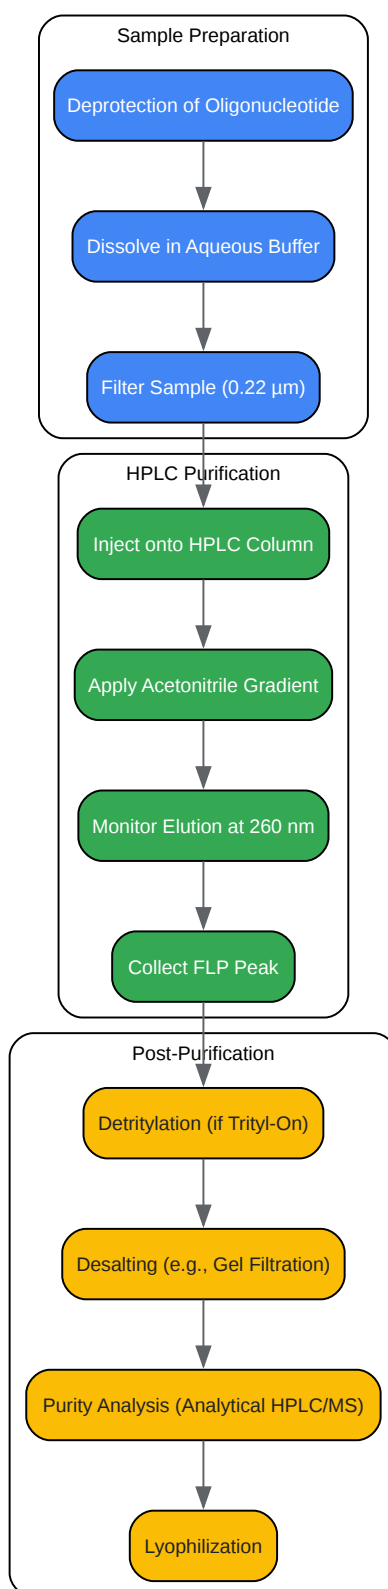 Sample Preparation
Deprotection of Oligonucleotide
Dissolve in Aqueous Buffer
Filter Sample (0.22 µm)
HPLC Purification
Inject onto HPLC Column
Apply Acetonitrile Gradient
Monitor Elution at 260 nm
Collect FLP Peak
Post-Purification
Detritylation (if Trityl-On)
Desalting (e.g., Gel Filtration)
Purity Analysis (Analytical HPLC/MS)
Lyophilization